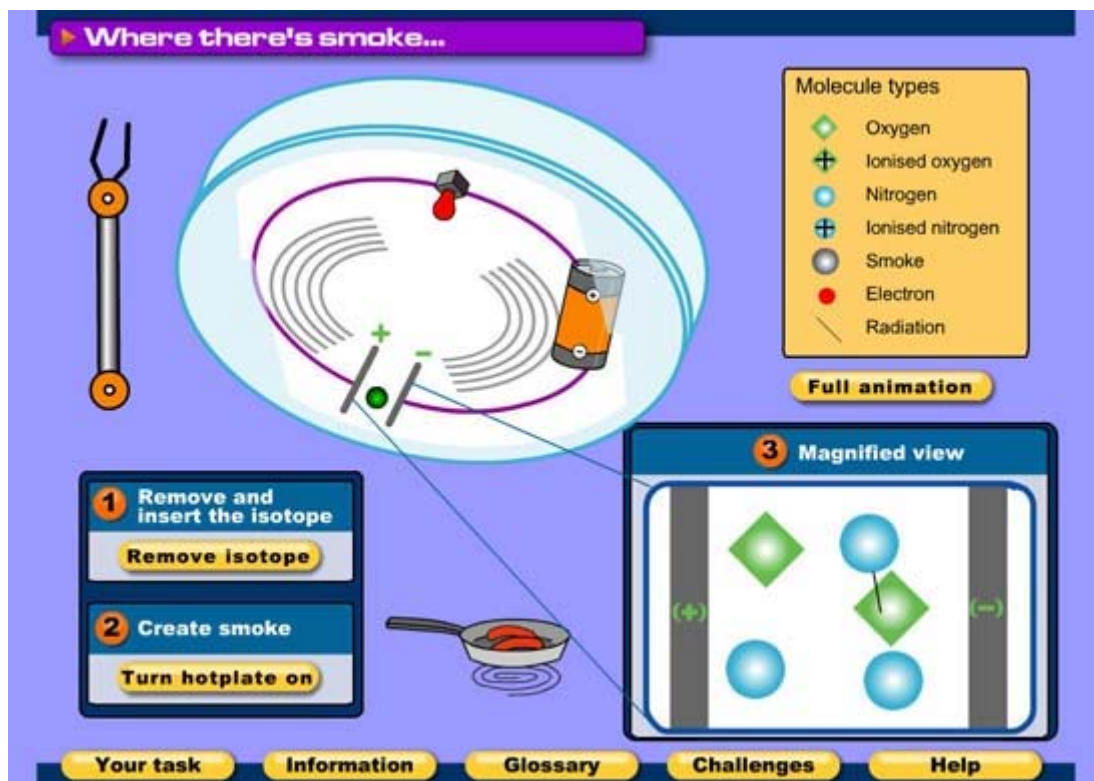 Where there's smoke...
Molecule types
Oxygen
Ionised oxygen
Nitrogen
Ionised nitrogen
Smoke
Electron
Radiation
Full animation
+
-
+
-
1 Remove and
insert the isotope
Remove isotope
2 Create smoke
Turn hotplate on
3 Magnified view
(+)
(-)
Your task
Information
Glossary
Challenges
Help